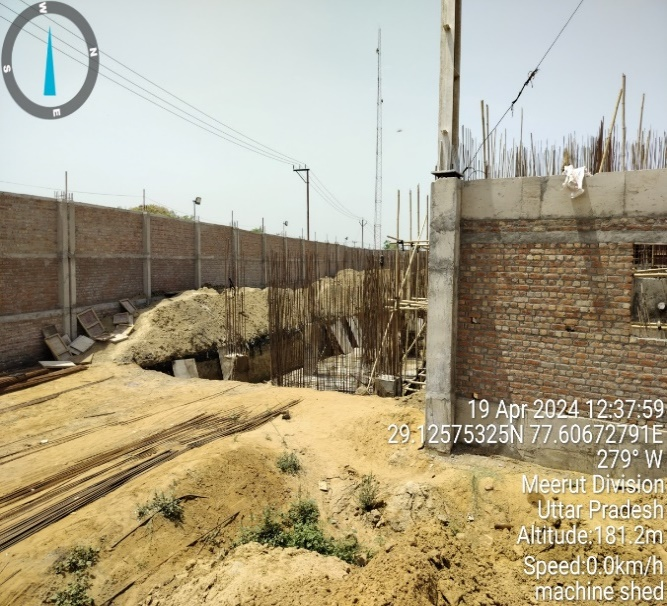 W
N
S
E
19 Apr 2024 12:37:59
29.12575325N 77.60672791E
279° W
Meerut Division
Uttar Pradesh
Altitude:181.2m
Speed:0.0km/h
machine shed